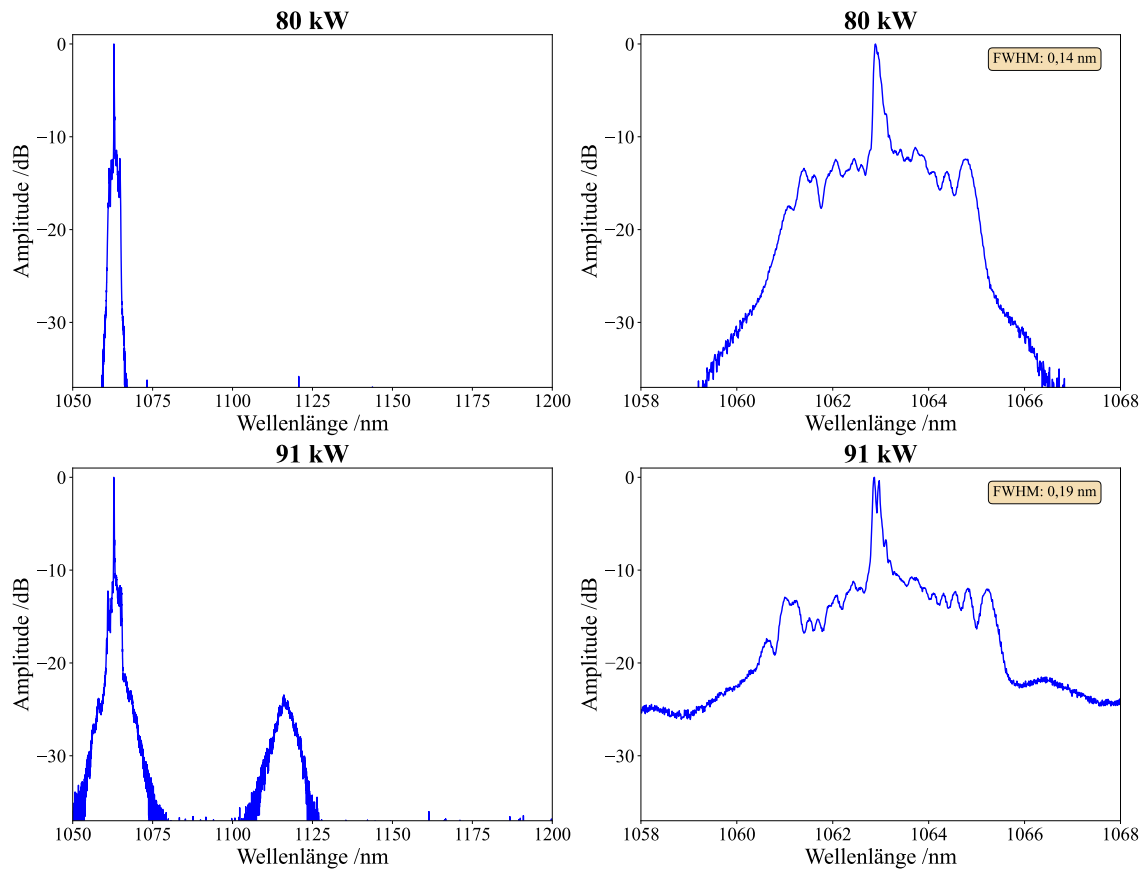 80 kW
80 kW
0
−10
−20
−30
Amplitude /dB
1050 1075 1100 1125 1150 1175 1200
Wellenlänge /nm
0
−10
−20
−30
Amplitude /dB
FWHM: 0,14 nm
1058 1060 1062 1064 1066 1068
Wellenlänge /nm
91 kW
91 kW
0
−10
−20
−30
Amplitude /dB
1050 1075 1100 1125 1150 1175 1200
Wellenlänge /nm
0
−10
−20
−30
Amplitude /dB
FWHM: 0,19 nm
1058 1060 1062 1064 1066 1068
Wellenlänge /nm